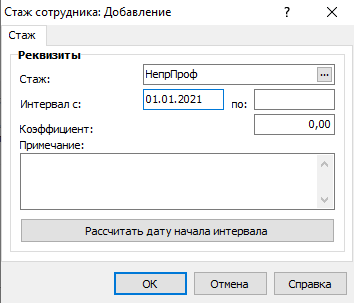 Стаж сотрудника: Добавление ? ×
Стаж
Реквизиты
Стаж: НепрПроф ...
Интервал с: 01.01.2021 по:
Коэффициент: 0,00
Примечание:
Рассчитать дату начала интервала
ОК Отмена Справка